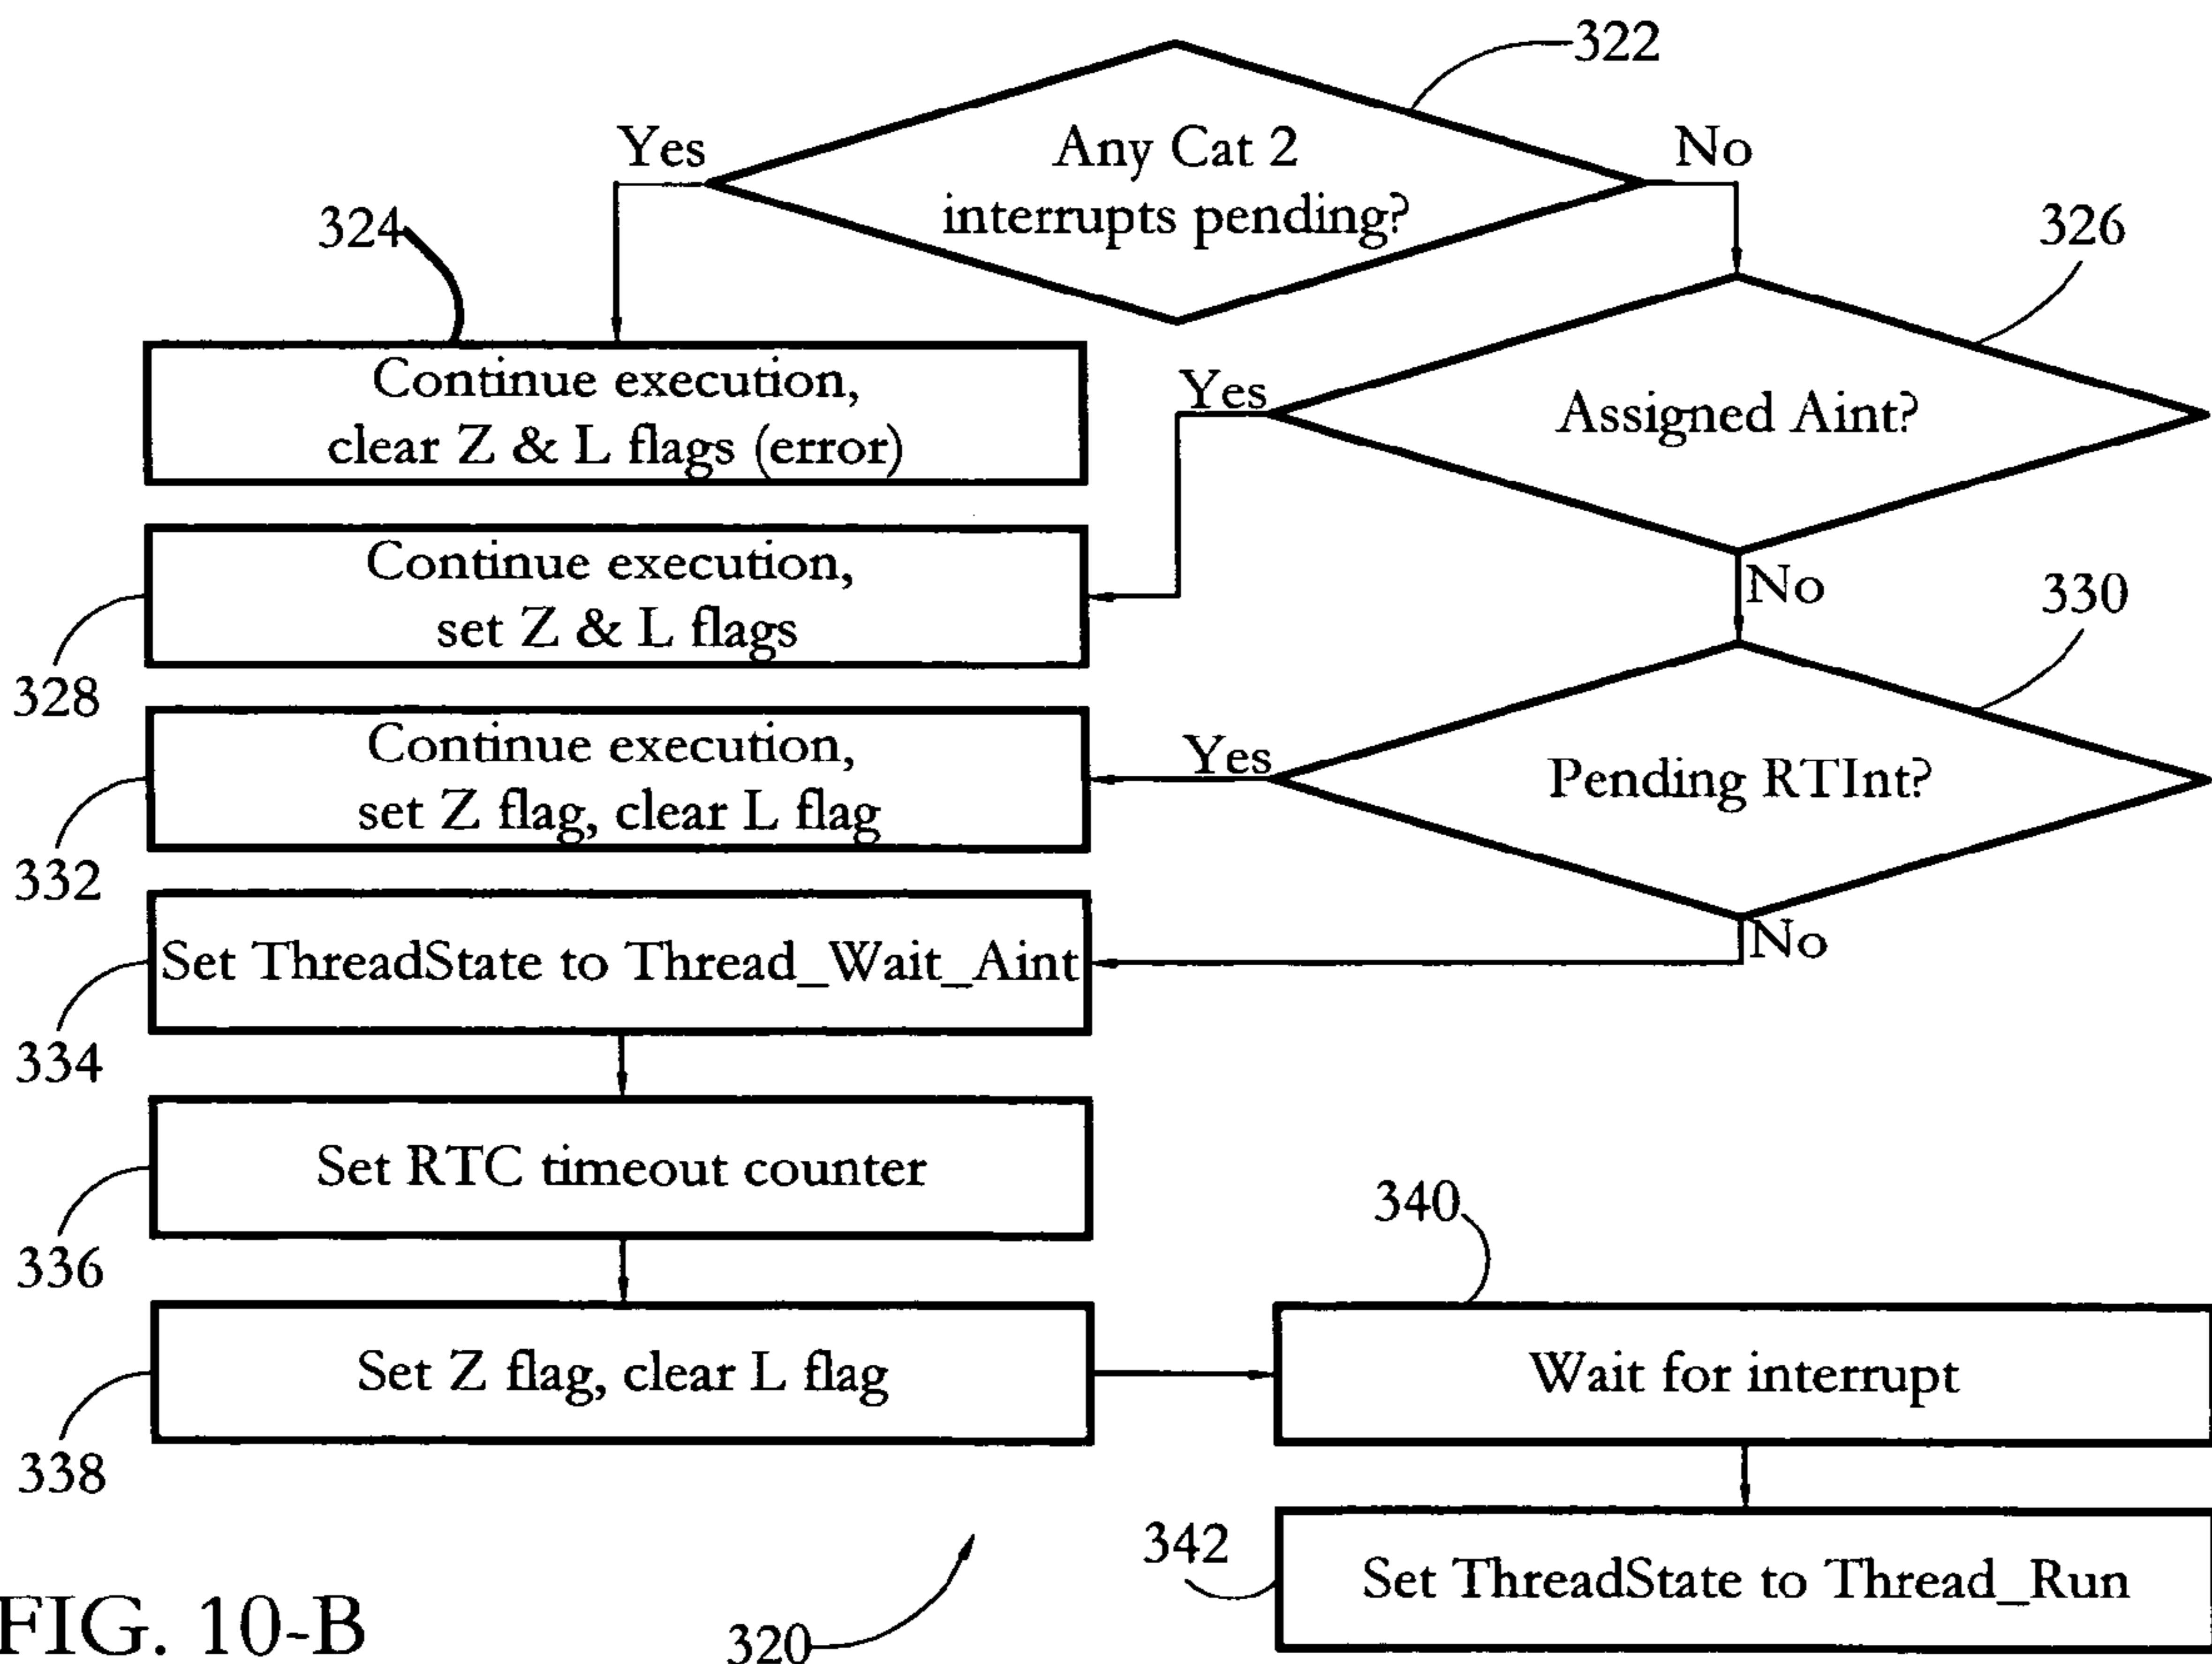 322
Yes
Any Cat 2
No
interrupts pending?
324
326
Continue execution,
clear Z & L flags (error)
Yes
Assigned Aint?
Continue execution,
set Z & L flags
No
330
328
Continue execution,
set Z flag, clear L flag
Yes
Pending RTInt?
332
Set ThreadState to Thread_Wait_Aint
No
334
Set RTC timeout counter
340
336
Set Z flag, clear L flag
Wait for interrupt
338
342
Set ThreadState to Thread_Run
FIG. 10-B
320